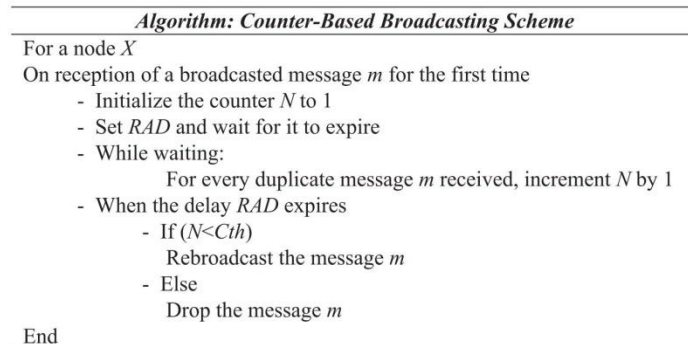 Algorithm: Counter-Based Broadcasting Scheme
For a node X
On reception of a broadcasted message m for the first time
- Initialize the counter N to 1
- Set RAD and wait for it to expire
- While waiting:
For every duplicate message m received, increment N by 1
- When the delay RAD expires
- If (N<Cth)
Rebroadcast the message m
- Else
Drop the message m
End